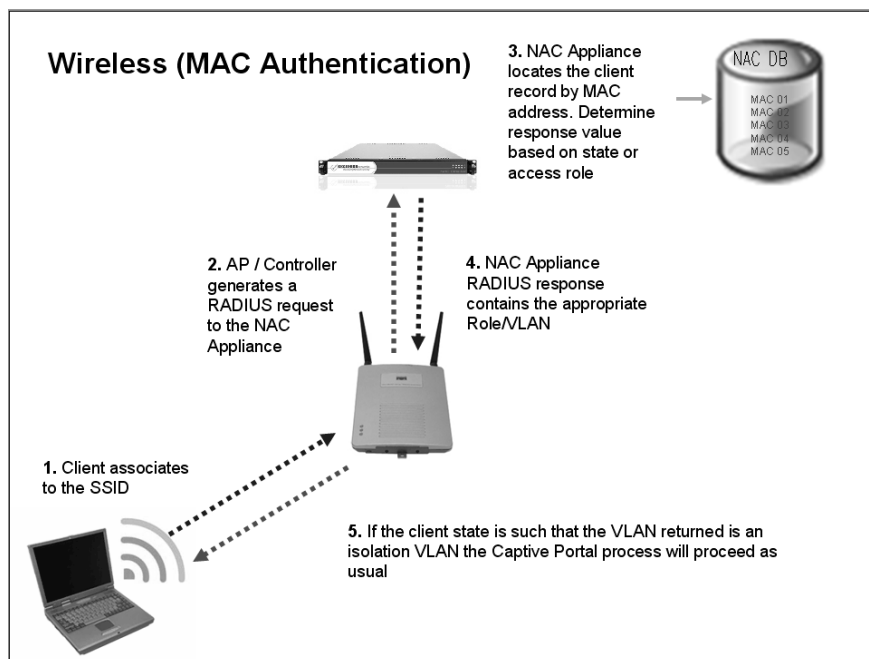 Wireless (MAC Authentication)
3. NAC Appliance
locates the client
record by MAC
address. Determine
response value
based on state or
access role
NAC DB
MAC 01
MAC 02
MAC 03
MAC 04
MAC 05
2. AP / Controller
generates a
RADIUS request
to the NAC
Appliance
4. NAC Appliance
RADIUS response
contains the appropriate
Role/VLAN
1. Client associates
to the SSID
5. If the client state is such that the VLAN returned is an
isolation VLAN the Captive Portal process will proceed as
usual